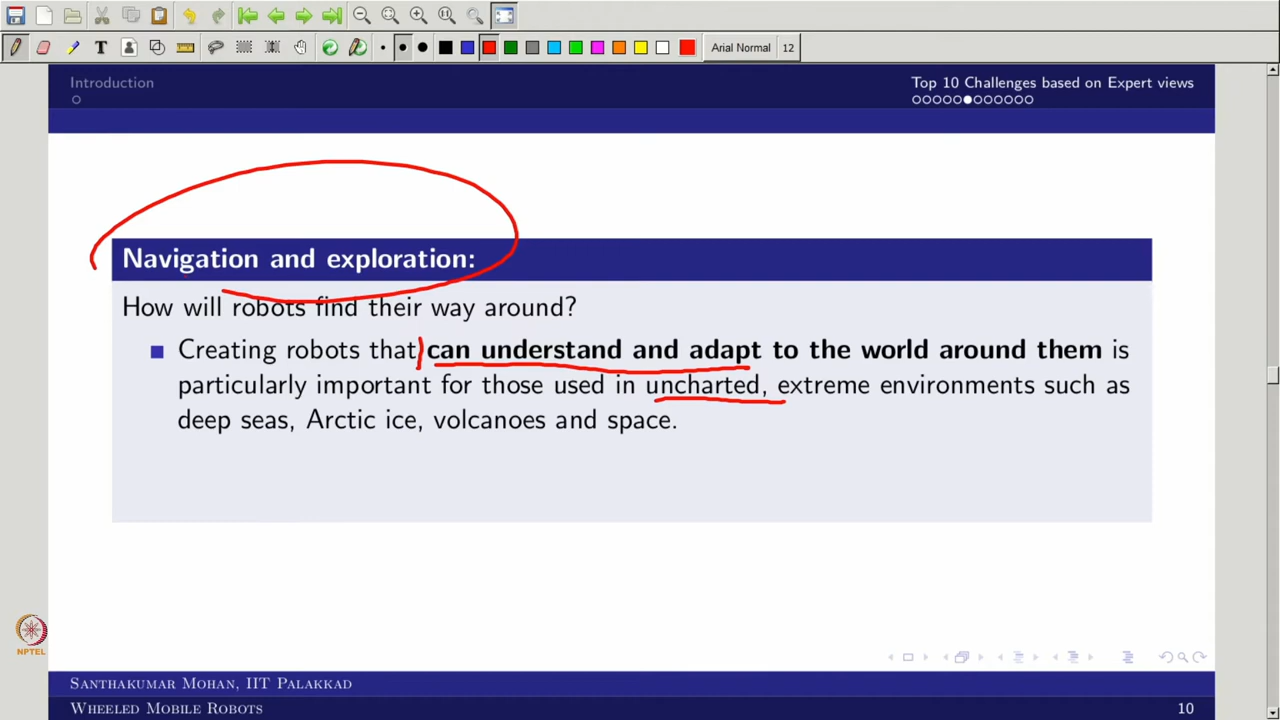 Arial Normal 12
Introduction
Top 10 Challenges based on Expert views
Navigation and exploration:
How will robots find their way around?
Creating robots that can understand and adapt to the world around them is
particularly important for those used in uncharted, extreme environments such as
deep seas, Arctic ice, volcanoes and space.
NPTEL
Santhakumar Mohan, IIT Palakkad
Wheeled Mobile Robots 10